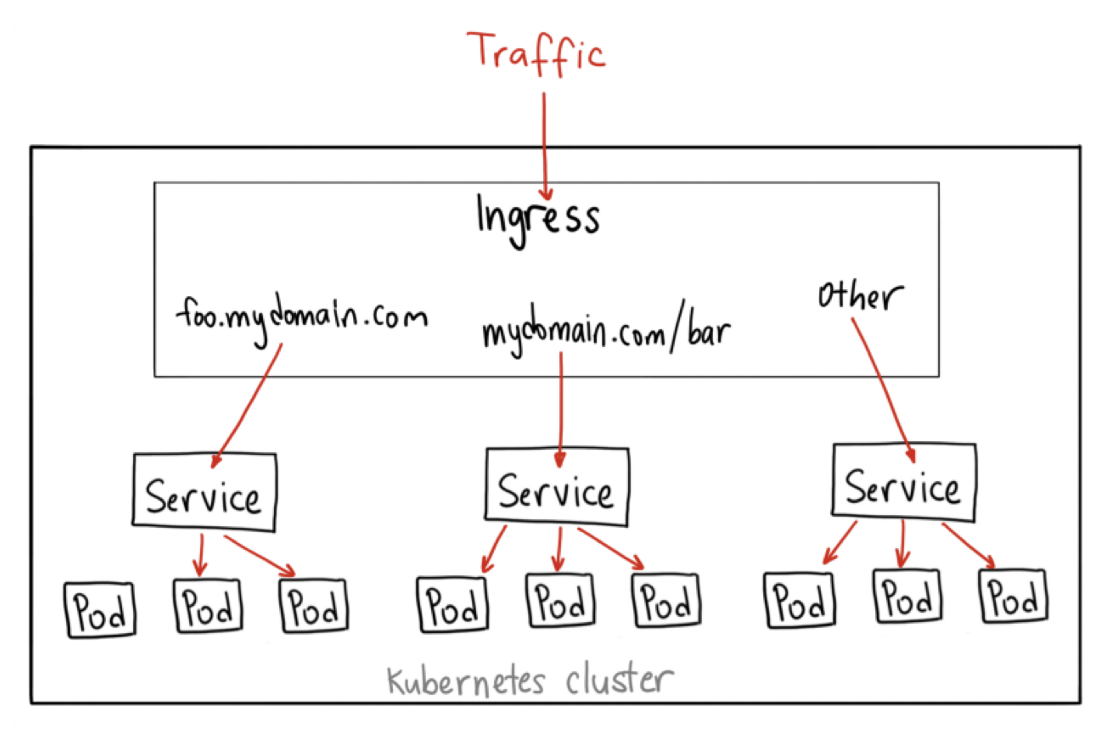 Traffic
Ingress
foo.mydomain.com
mydomain.com/bar
Other
Service
Service
Service
Pod
Pod
Pod
Pod
Pod
Pod
Pod
Pod
Pod
Kubernetes cluster